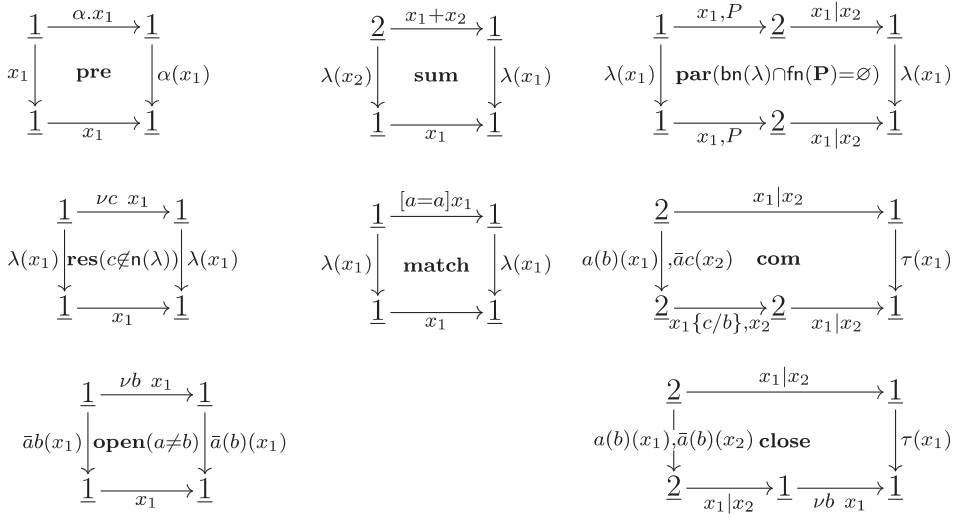 1 α.x₁ 1 2 x₁+x₂ 1 1 x₁,P 2 x₁|x₂ 1
x₁ pre α(x₁) λ(x₂) sum λ(x₁) λ(x₁) par(bn(λ)∩fn(P)=∅) λ(x₁)
1 x₁ 1 1 x₁ 1 1 x₁,P 2 x₁|x₂ 1
1 νc x₁ 1 1 [a=a]x₁ 1 2 x₁|x₂ 1
λ(x₁) res(c∉n(λ)) λ(x₁) λ(x₁) match λ(x₁) a(b)(x₁),āc(x₂) com τ(x₁)
1 x₁ 1 1 x₁ 1 2 x₁{c/b},x₂ 2 x₁|x₂ 1
1 νb x₁ 1 2 x₁|x₂ 1
āb(x₁) open(a≠b) ā(b)(x₁) a(b)(x₁),ā(b)(x₂) close τ(x₁)
1 x₁ 1 2 x₁|x₂ 1 νb x₁ 1